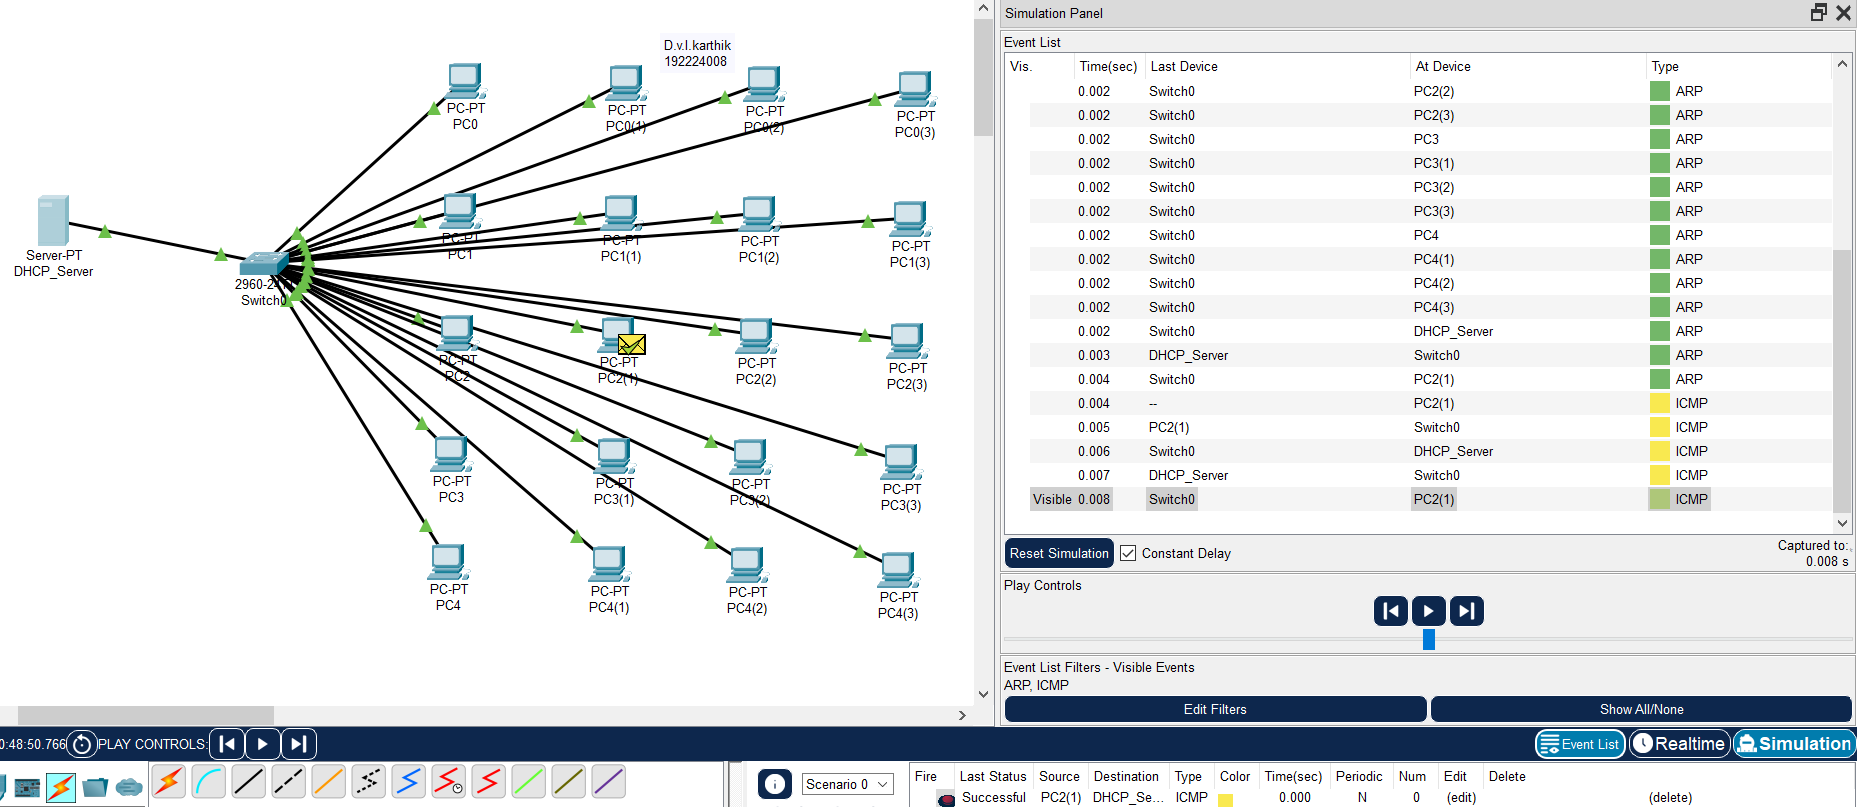 D.v.l.karthik
192224008
PC-PT
PC0
PC-PT
PC0(1)
PC-PT
PC0(2)
PC-PT
PC0(3)
Server-PT
DHCP_Server
Switch0
PC-PT
PC1
PC-PT
PC1(1)
PC-PT
PC1(2)
PC-PT
PC1(3)
PC-PT
PC2
PC-PT
PC2(1)
PC-PT
PC2(2)
PC-PT
PC2(3)
PC-PT
PC3
PC-PT
PC3(1)
PC-PT
PC3(2)
PC-PT
PC3(3)
PC-PT
PC4
PC-PT
PC4(1)
PC-PT
PC4(2)
PC-PT
PC4(3)
Simulation Panel
Event List
Vis. Time(sec) Last Device At Device Type
0.002 Switch0 PC2(2) ARP
0.002 Switch0 PC2(3) ARP
0.002 Switch0 PC3 ARP
0.002 Switch0 PC3(1) ARP
0.002 Switch0 PC3(2) ARP
0.002 Switch0 PC3(3) ARP
0.002 Switch0 PC4 ARP
0.002 Switch0 PC4(1) ARP
0.002 Switch0 PC4(2) ARP
0.002 Switch0 PC4(3) ARP
0.002 Switch0 DHCP_Server ARP
0.003 DHCP_Server Switch0 ARP
0.004 Switch0 PC2(1) ARP
0.004 -- PC2(1) ICMP
0.005 PC2(1) Switch0 ICMP
0.006 Switch0 DHCP_Server ICMP
0.007 DHCP_Server Switch0 ICMP
Visible 0.008 Switch0 PC2(1) ICMP
Reset Simulation Constant Delay Captured to:
0.008 s
Play Controls
Event List Filters - Visible Events
ARP, ICMP
Edit Filters Show All/None
0:48:50.766 PLAY CONTROLS: Event List Realtime Simulation
Scenario 0
Fire Last Status Source Destination Type Color Time(sec) Periodic Num Edit Delete
Successful PC2(1) DHCP_Se... ICMP 0.000 N 0 (edit) (delete)